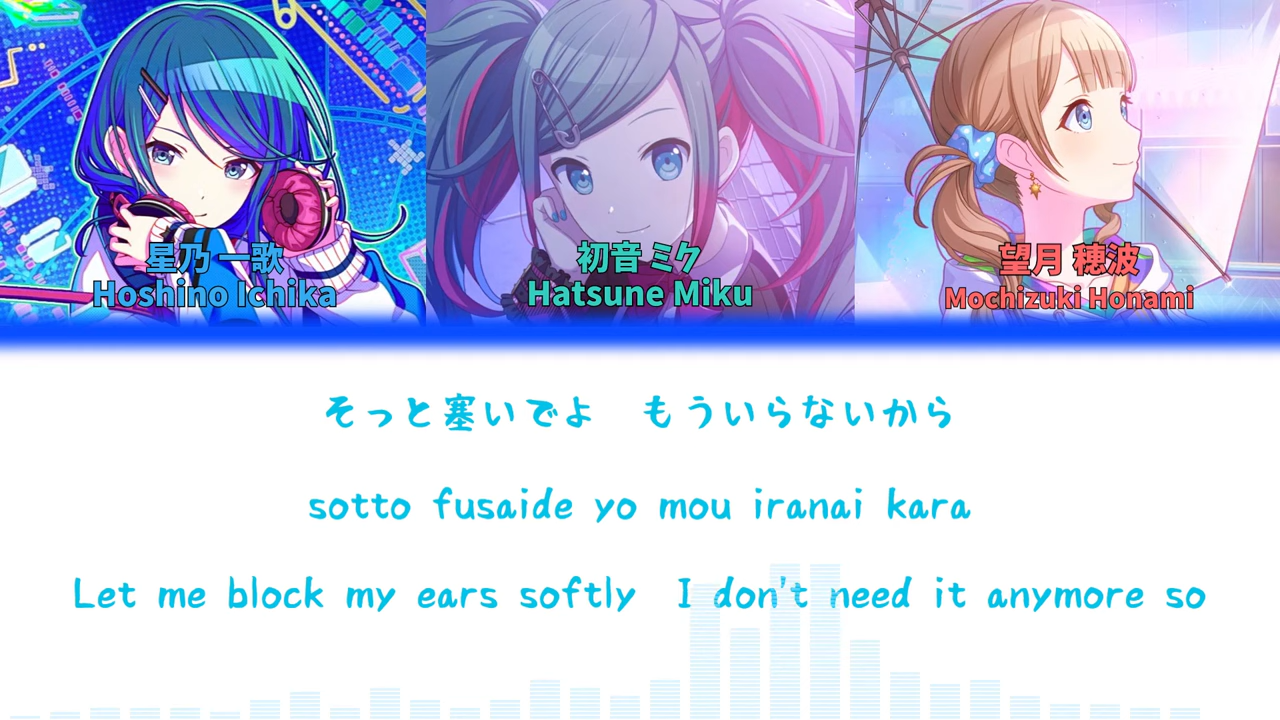 星乃 一歌
Hoshino Ichika
初音 ミク
Hatsune Miku
望月 穂波
Mochizuki Honami
そっと塞いでよ　もういらないから
sotto fusaide yo mou iranai kara
Let me block my ears softly  I don't need it anymore so